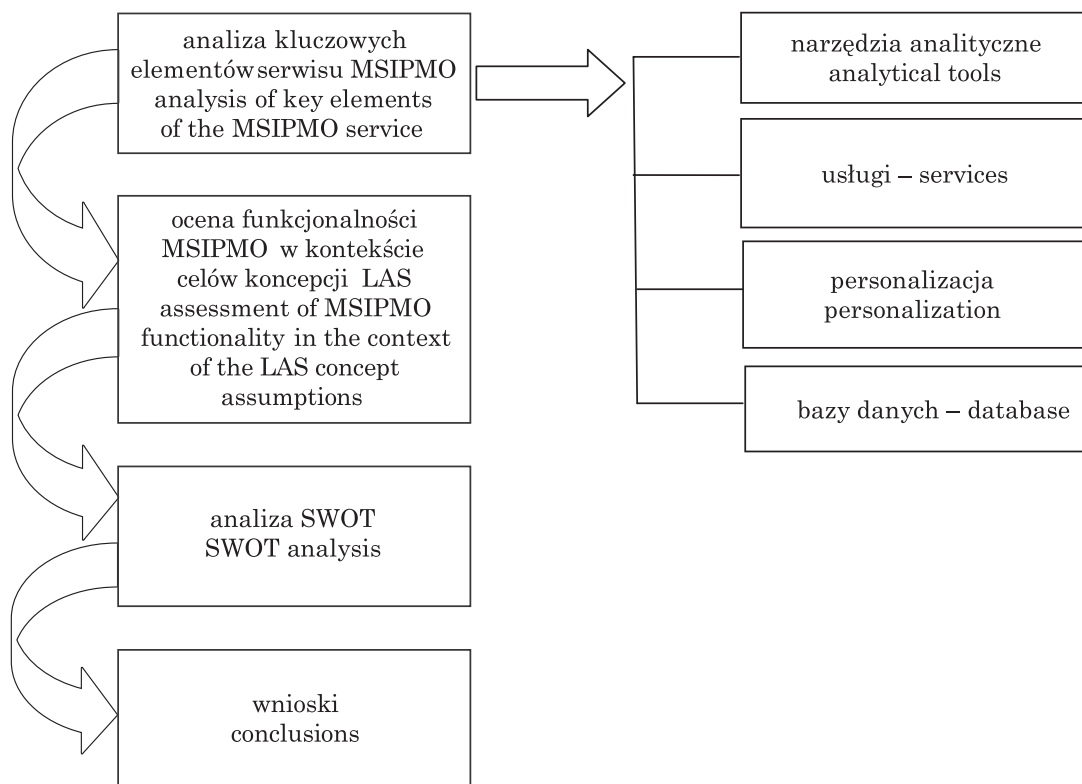 analiza kluczowych
elementów serwisu MSIPMO
analysis of key elements
of the MSIPMO service
ocena funkcjonalności
MSIPMO w kontekście
celów koncepcji LAS
assessment of MSIPMO
functionality in the context
of the LAS concept
assumptions
analiza SWOT
SWOT analysis
wnioski
conclusions
narzędzia analityczne
analytical tools
usługi – services
personalizacja
personalization
bazy danych – database